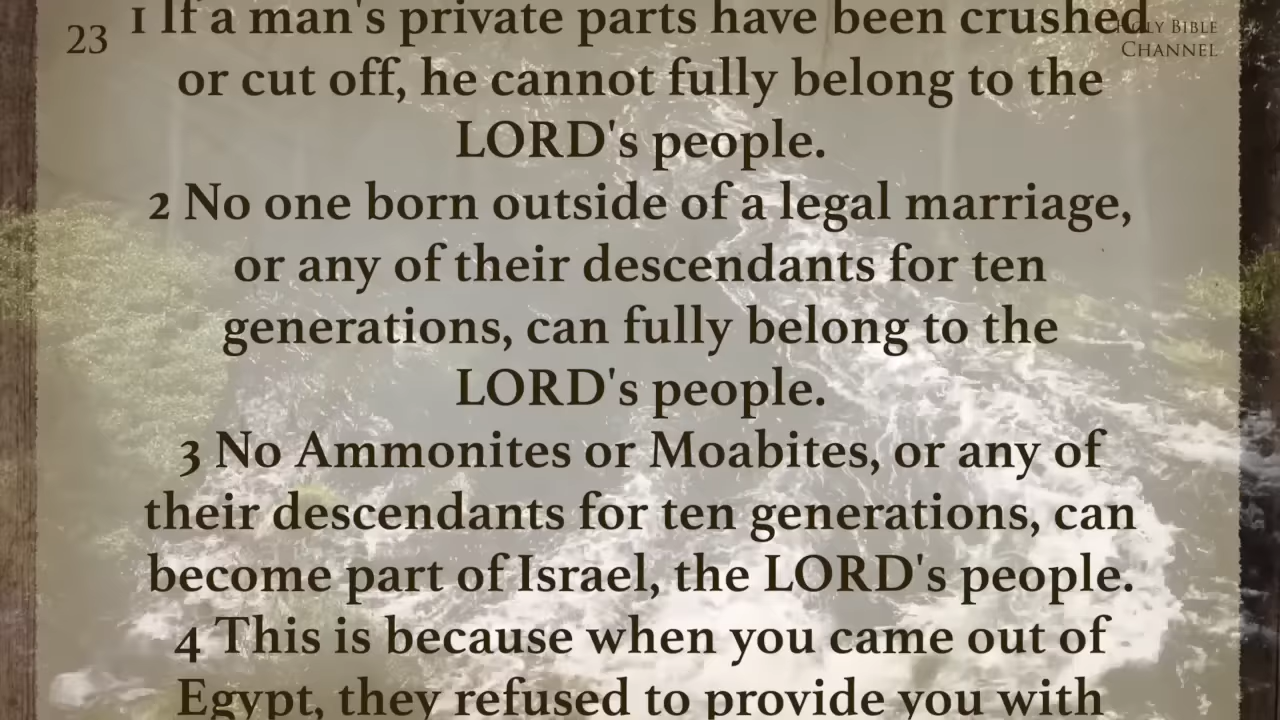 23
1 If a man's private parts have been crushed
HOLY BIBLE
CHANNEL
or cut off, he cannot fully belong to the
LORD's people.
2 No one born outside of a legal marriage,
or any of their descendants for ten
generations, can fully belong to the
LORD's people.
3 No Ammonites or Moabites, or any of
their descendants for ten generations, can
become part of Israel, the LORD's people.
4 This is because when you came out of
Egypt, they refused to provide you with